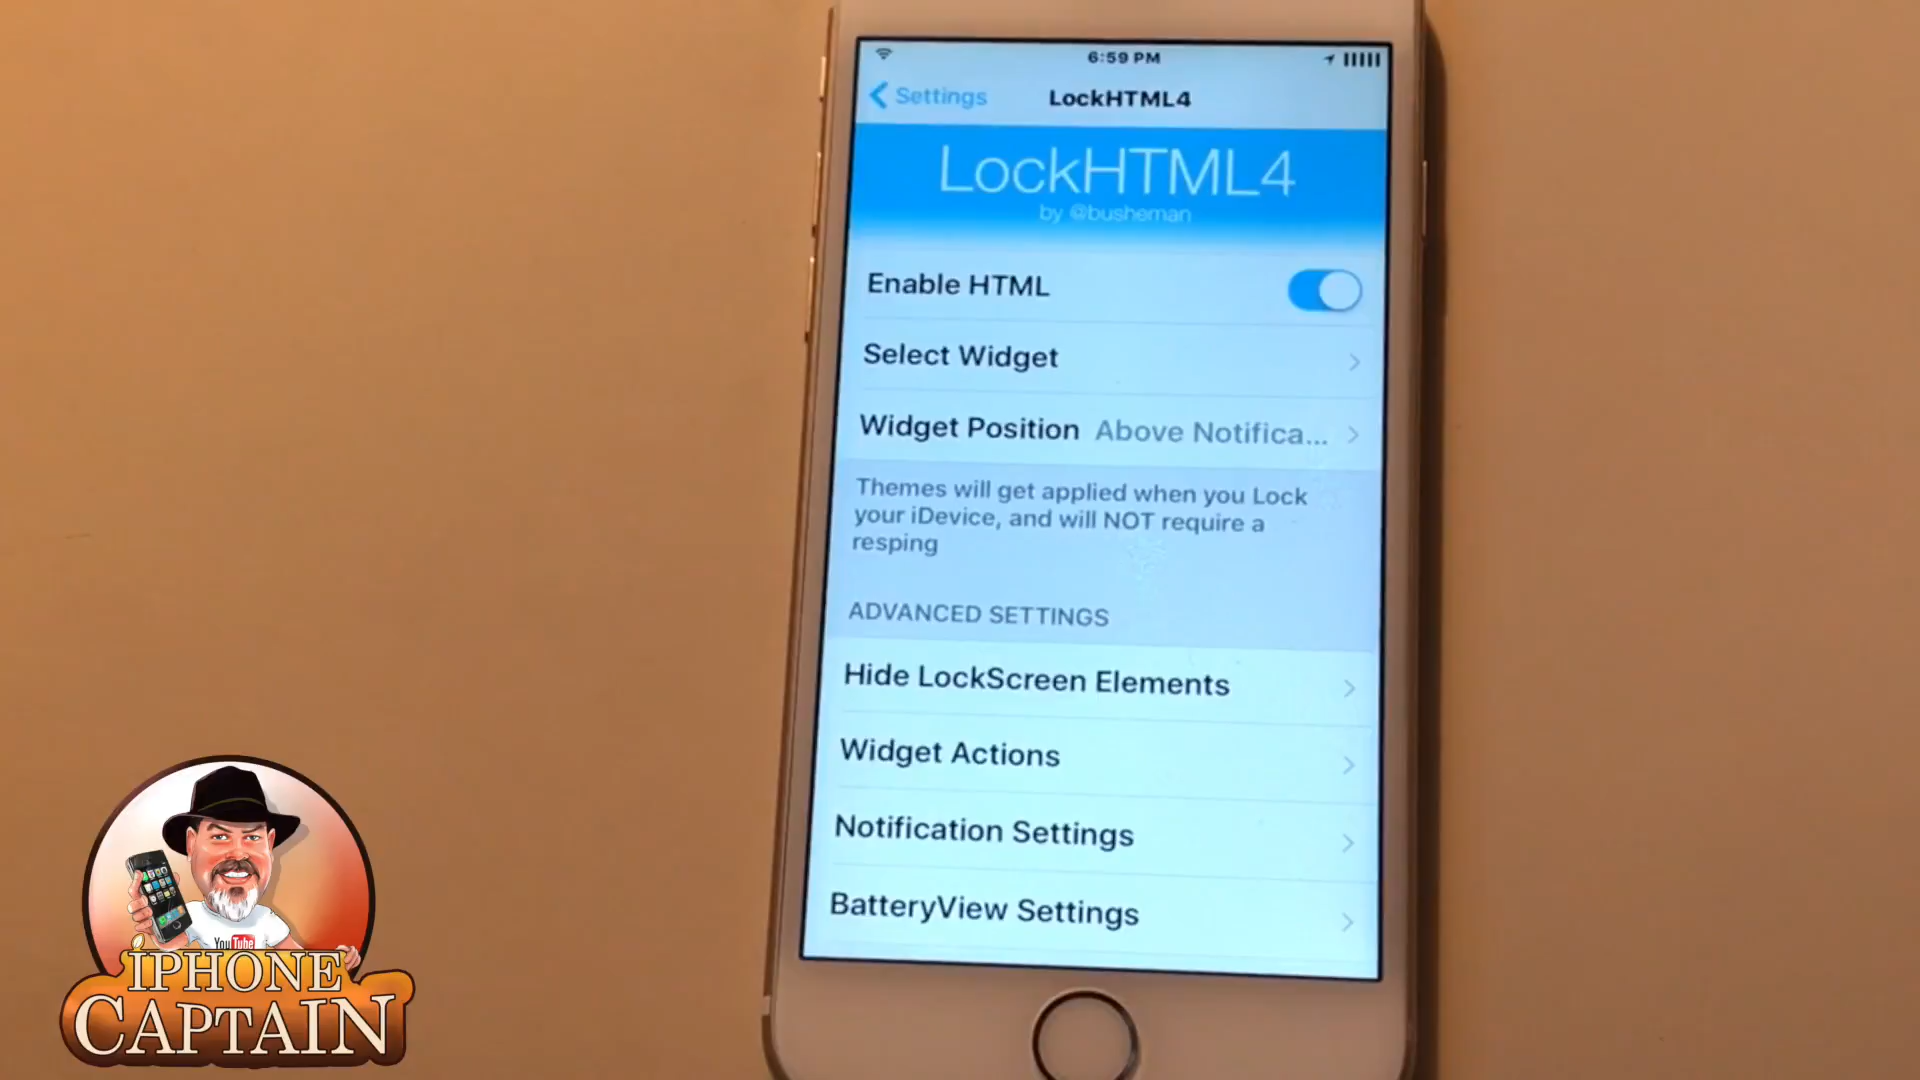 6:59 PM
Settings
LockHTML4
LockHTML4
by @busheman
Enable HTML
Select Widget
Widget Position Above Notifica...
Themes will get applied when you Lock
your iDevice, and will NOT require a
resping
ADVANCED SETTINGS
Hide LockScreen Elements
Widget Actions
Notification Settings
BatteryView Settings
YouTube
IPHONE
CAPTAIN